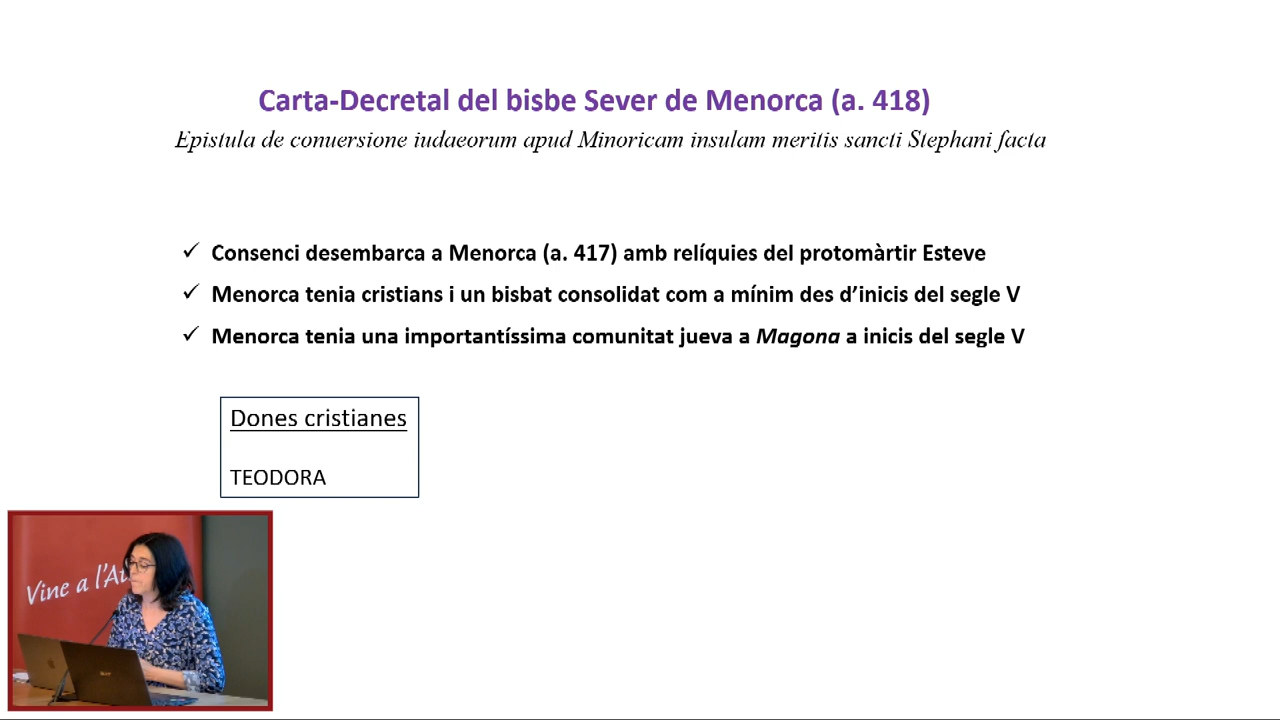 Carta-Decretal del bisbe Sever de Menorca (a. 418)
Epistula de conuersione iudaeorum apud Minoricam insulam meritis sancti Stephani facta
✓ Consenci desembarca a Menorca (a. 417) amb relíquies del protomàrtir Esteve
✓ Menorca tenia cristians i un bisbat consolidat com a mínim des d’inicis del segle V
✓ Menorca tenia una importantíssima comunitat jueva a Magona a inicis del segle V
Dones cristianes
TEODORA
Vine a l'Au